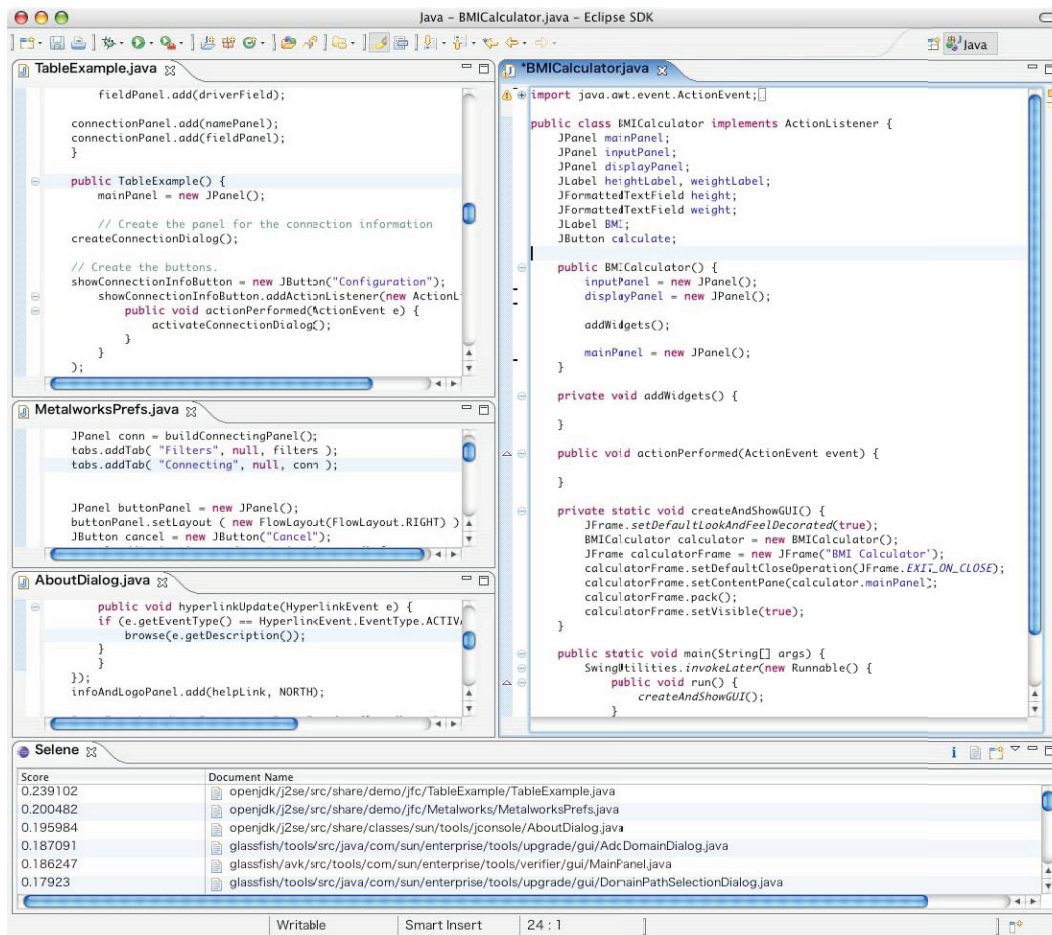 Java – BMICalculator.java – Eclipse SDK
Java
TableExample.java
fieldPanel.add(driverField);
connectionPanel.add(namePanel);
connectionPanel.add(fieldPanel);
}
public TableExample() {
mainPanel = new JPanel();
// Create the panel for the connection information
createConnectionDialog();
// Create the buttons.
showConnectionInfoButton = new JButton("Configuration");
showConnectionInfoButton.addActionListener(new ActionLi
public void actionPerformed(ActionEvent e) {
activateConnectionDialog();
}
}
);
MetalworksPrefs.java
JPanel conn = buildConnectingPanel();
tabs.addTab( "Filters", null, filters );
tabs.addTab( "Connecting", null, conn );
JPanel buttonPanel = new JPanel();
buttonPanel.setLayout ( new FlowLayout(FlowLayout.RIGHT) )
JButton cancel = new JButton("Cancel");
AboutDialog.java
public void hyperlinkUpdate(HyperlinkEvent e) {
if (e.getEventType() == HyperlinkEvent.EventType.ACTIVA
browse(e.getDescription());
}
}
});
infoAndLogoPanel.add(helpLink, NORTH);
*BMICalculator.java
import java.awt.event.ActionEvent;
public class BMICalculator implements ActionListener {
JPanel mainPanel;
JPanel inputPanel;
JPanel displayPanel;
JLabel heightLabel, weightLabel;
JFormattedTextField height;
JFormattedTextField weight;
JLabel BMI;
JButton calculate;
public BMICalculator() {
inputPanel = new JPanel();
displayPanel = new JPanel();
addWidgets();
mainPanel = new JPanel();
}
private void addWidgets() {
}
public void actionPerformed(ActionEvent event) {
}
private static void createAndShowGUI() {
JFrame.setDefaultLookAndFeelDecorated(true);
BMICalculator calculator = new BMICalculator();
JFrame calculatorFrame = new JFrame("BMI Calculator");
calculatorFrame.setDefaultCloseOperation(JFrame.EXIT_ON_CLOSE);
calculatorFrame.setContentPane(calculator.mainPanel);
calculatorFrame.pack();
calculatorFrame.setVisible(true);
}
public static void main(String[] args) {
SwingUtilities.invokeLater(new Runnable() {
public void run() {
createAndShowGUI();
}
Selene
Score Document Name
0.239102 openjdk/j2se/src/share/demo/jfc/TableExample/TableExample.java
0.200482 openjdk/j2se/src/share/demo/jfc/Metalworks/MetalworksPrefs.java
0.195984 openjdk/j2se/src/share/classes/sun/tools/jconsole/AboutDialog.java
0.187091 glassfish/tools/src/java/com/sun/enterprise/tools/upgrade/gui/AddDomainDialog.java
0.186247 glassfish/avk/src/tools/com/sun/enterprise/tools/verifier/gui/MainPanel.java
0.17923 glassfish/tools/src/java/com/sun/enterprise/tools/upgrade/gui/DomainPathSelectionDialog.java
Writable Smart Insert 24 : 1